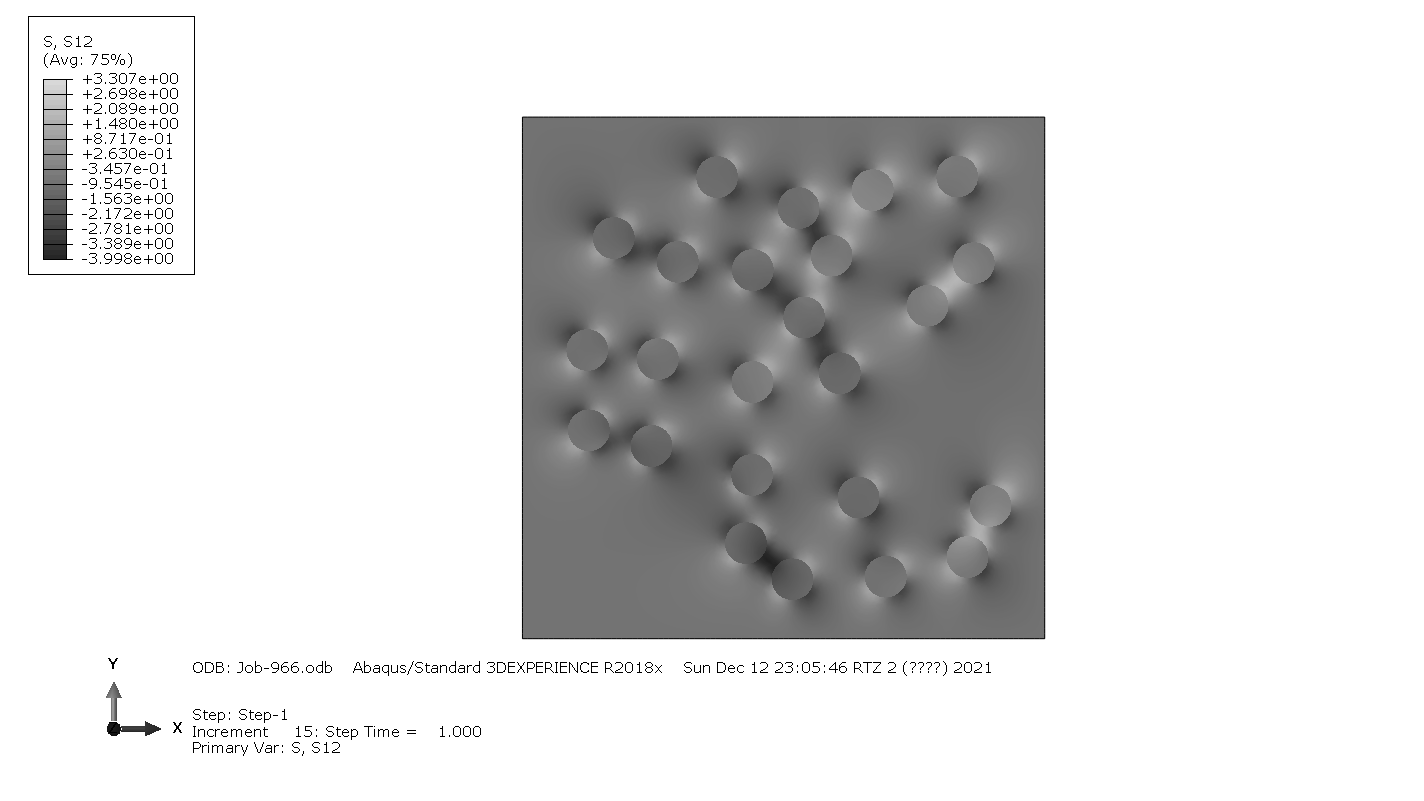 S, S12
(Avg: 75%)
+3.307e+00
+2.698e+00
+2.089e+00
+1.480e+00
+8.717e-01
+2.630e-01
-3.457e-01
-9.545e-01
-1.563e+00
-2.172e+00
-2.781e+00
-3.389e+00
-3.998e+00
Y
X
ODB: Job-966.odb Abaqus/Standard 3DEXPERIENCE R2018x Sun Dec 12 23:05:46 RTZ 2 (????) 2021
Step: Step-1
Increment 15: Step Time = 1.000
Primary Var: S, S12